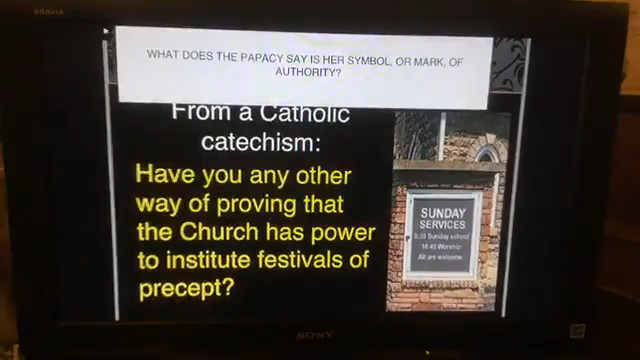 BRAVIA
WHAT DOES THE PAPACY SAY IS HER SYMBOL, OR MARK, OF
AUTHORITY?
From a Catholic
catechism:
Have you any other
way of proving that
the Church has power
to institute festivals of
precept?
SUNDAY
SERVICES
9:30 Sunday school
10:45 Worship
All are welcome
SONY